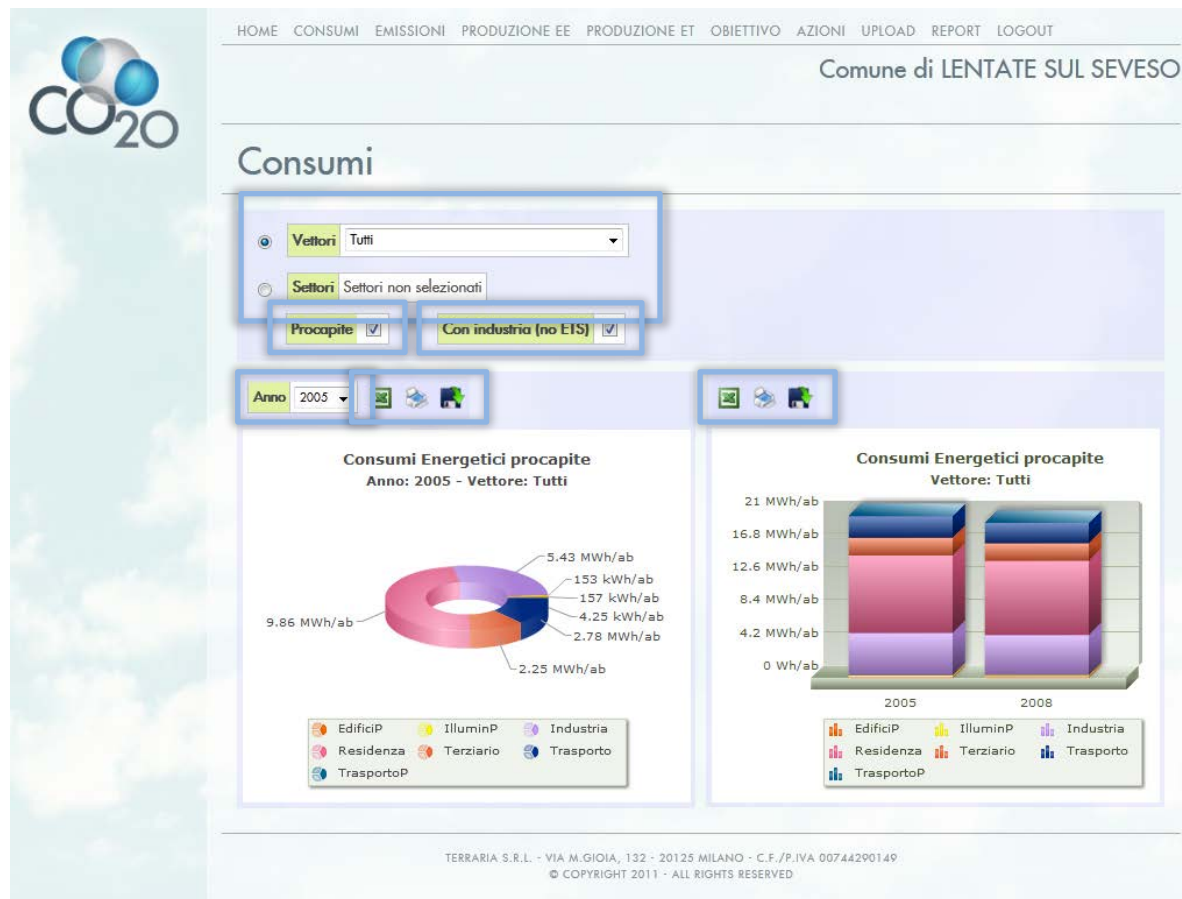 HOME CONSUMI EMISSIONI PRODUZIONE EE PRODUZIONE ET OBIETTIVO AZIONI UPLOAD REPORT LOGOUT
CO20
Comune di LENTATE SUL SEVESO
Consumi
Vettori Tutti
Settori Settori non selezionati
Procapite Con industria (no ETS)
Anno 2005
Consumi Energetici procapite
Anno: 2005 - Vettore: Tutti
5.43 MWh/ab
153 kWh/ab
157 kWh/ab
4.25 kWh/ab
2.78 MWh/ab
9.86 MWh/ab
2.25 MWh/ab
EdificiP IlluminP Industria
Residenza Terziario Trasporto
TrasportoP
Consumi Energetici procapite
Vettore: Tutti
21 MWh/ab
16.8 MWh/ab
12.6 MWh/ab
8.4 MWh/ab
4.2 MWh/ab
0 Wh/ab
2005 2008
EdificiP IlluminP Industria
Residenza Terziario Trasporto
TrasportoP
TERRARIA S.R.L. - VIA M.GIOIA, 132 - 20125 MILANO - C.F./P.IVA 00744290149
© COPYRIGHT 2011 - ALL RIGHTS RESERVED